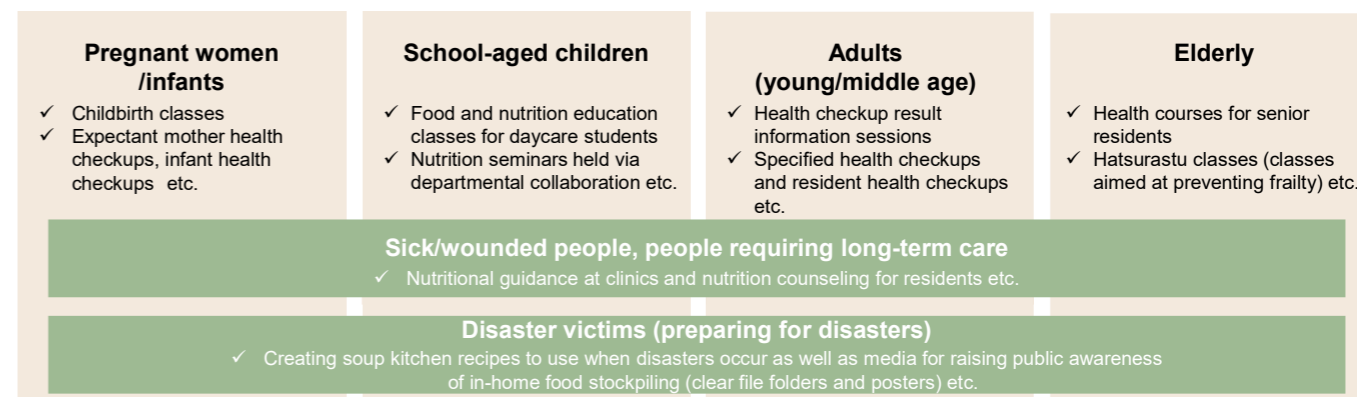 Pregnant women
/infants
✓ Childbirth classes
✓ Expectant mother health
checkups, infant health
checkups etc.
School-aged children
✓ Food and nutrition education
classes for daycare students
✓ Nutrition seminars held via
departmental collaboration etc.
Adults
(young/middle age)
✓ Health checkup result
information sessions
✓ Specified health checkups
and resident health checkups
etc.
Elderly
✓ Health courses for senior
residents
✓ Hatsurastu classes (classes
aimed at preventing frailty) etc.
Sick/wounded people, people requiring long-term care
✓ Nutritional guidance at clinics and nutrition counseling for residents etc.
Disaster victims (preparing for disasters)
✓ Creating soup kitchen recipes to use when disasters occur as well as media for raising public awareness
of in-home food stockpiling (clear file folders and posters) etc.